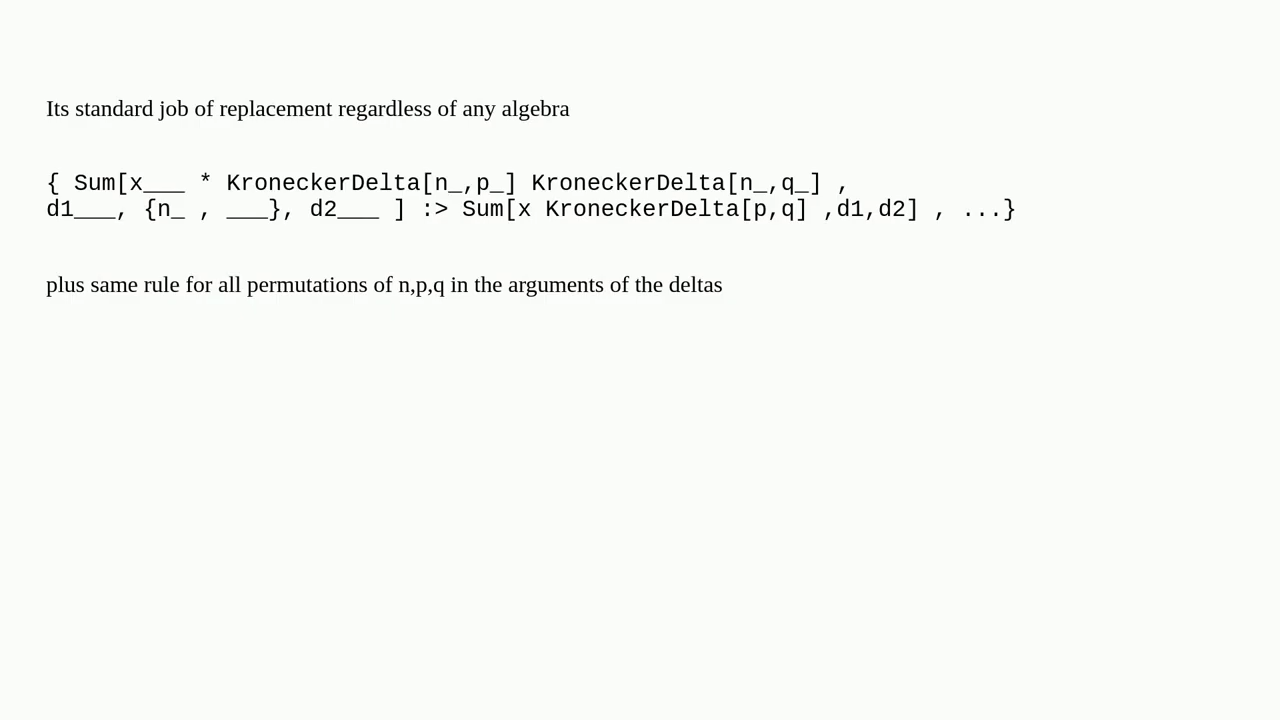 Its standard job of replacement regardless of any algebra
{ Sum[x___ * KroneckerDelta[n_,p_] KroneckerDelta[n_,q_] ,
d1___, {n_ , ___}, d2___ ] :> Sum[x KroneckerDelta[p,q] ,d1,d2] , ...}
plus same rule for all permutations of n,p,q in the arguments of the deltas